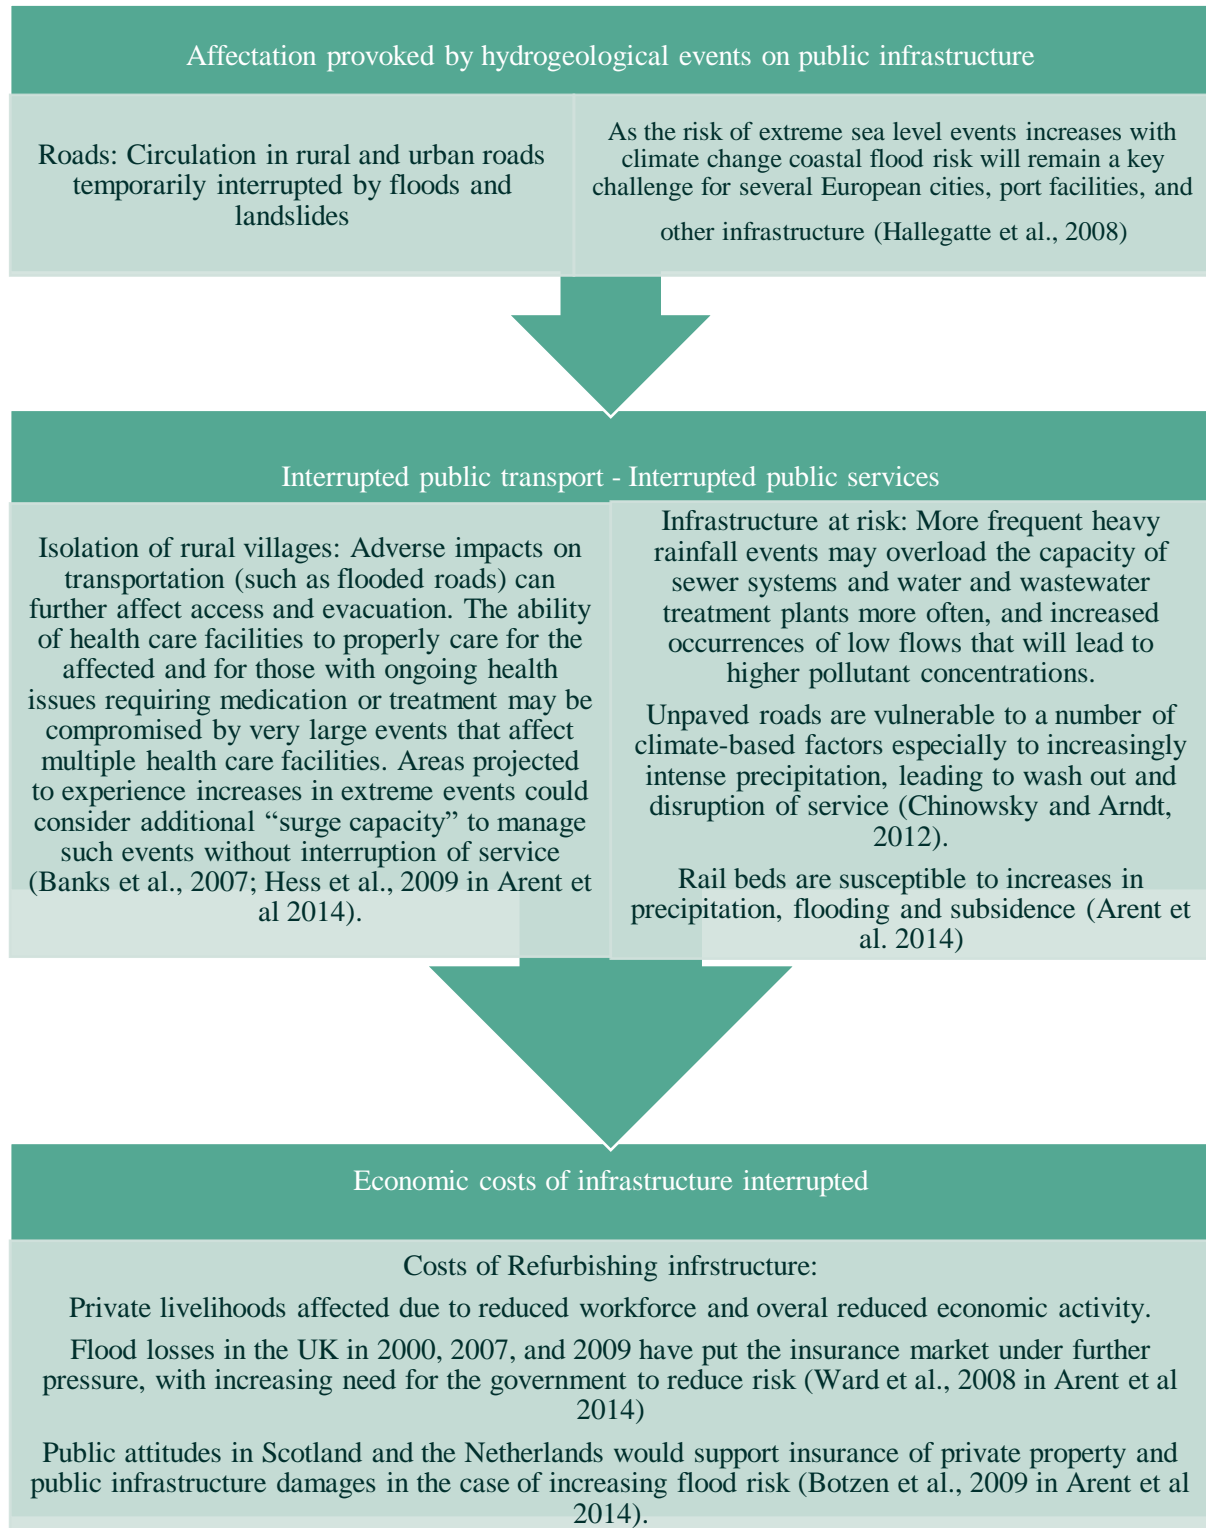 Affectation provoked by hydrogeological events on public infrastructure
Roads: Circulation in rural and urban roads
temporarily interrupted by floods and
landslides
As the risk of extreme sea level events increases with
climate change coastal flood risk will remain a key
challenge for several European cities, port facilities, and
other infrastructure (Hallegatte et al., 2008)
Interrupted public transport - Interrupted public services
Isolation of rural villages: Adverse impacts on
transportation (such as flooded roads) can
further affect access and evacuation. The ability
of health care facilities to properly care for the
affected and for those with ongoing health
issues requiring medication or treatment may be
compromised by very large events that affect
multiple health care facilities. Areas projected
to experience increases in extreme events could
consider additional “surge capacity” to manage
such events without interruption of service
(Banks et al., 2007; Hess et al., 2009 in Arent et
al 2014).
Infrastructure at risk: More frequent heavy
rainfall events may overload the capacity of
sewer systems and water and wastewater
treatment plants more often, and increased
occurrences of low flows that will lead to
higher pollutant concentrations.
Unpaved roads are vulnerable to a number of
climate-based factors especially to increasingly
intense precipitation, leading to wash out and
disruption of service (Chinowsky and Arndt,
2012).
Rail beds are susceptible to increases in
precipitation, flooding and subsidence (Arent et
al. 2014)
Economic costs of infrastructure interrupted
Costs of Refurbishing infrstructure:
Private livelihoods affected due to reduced workforce and overal reduced economic activity.
Flood losses in the UK in 2000, 2007, and 2009 have put the insurance market under further
pressure, with increasing need for the government to reduce risk (Ward et al., 2008 in Arent et al
2014)
Public attitudes in Scotland and the Netherlands would support insurance of private property and
public infrastructure damages in the case of increasing flood risk (Botzen et al., 2009 in Arent et al
2014).